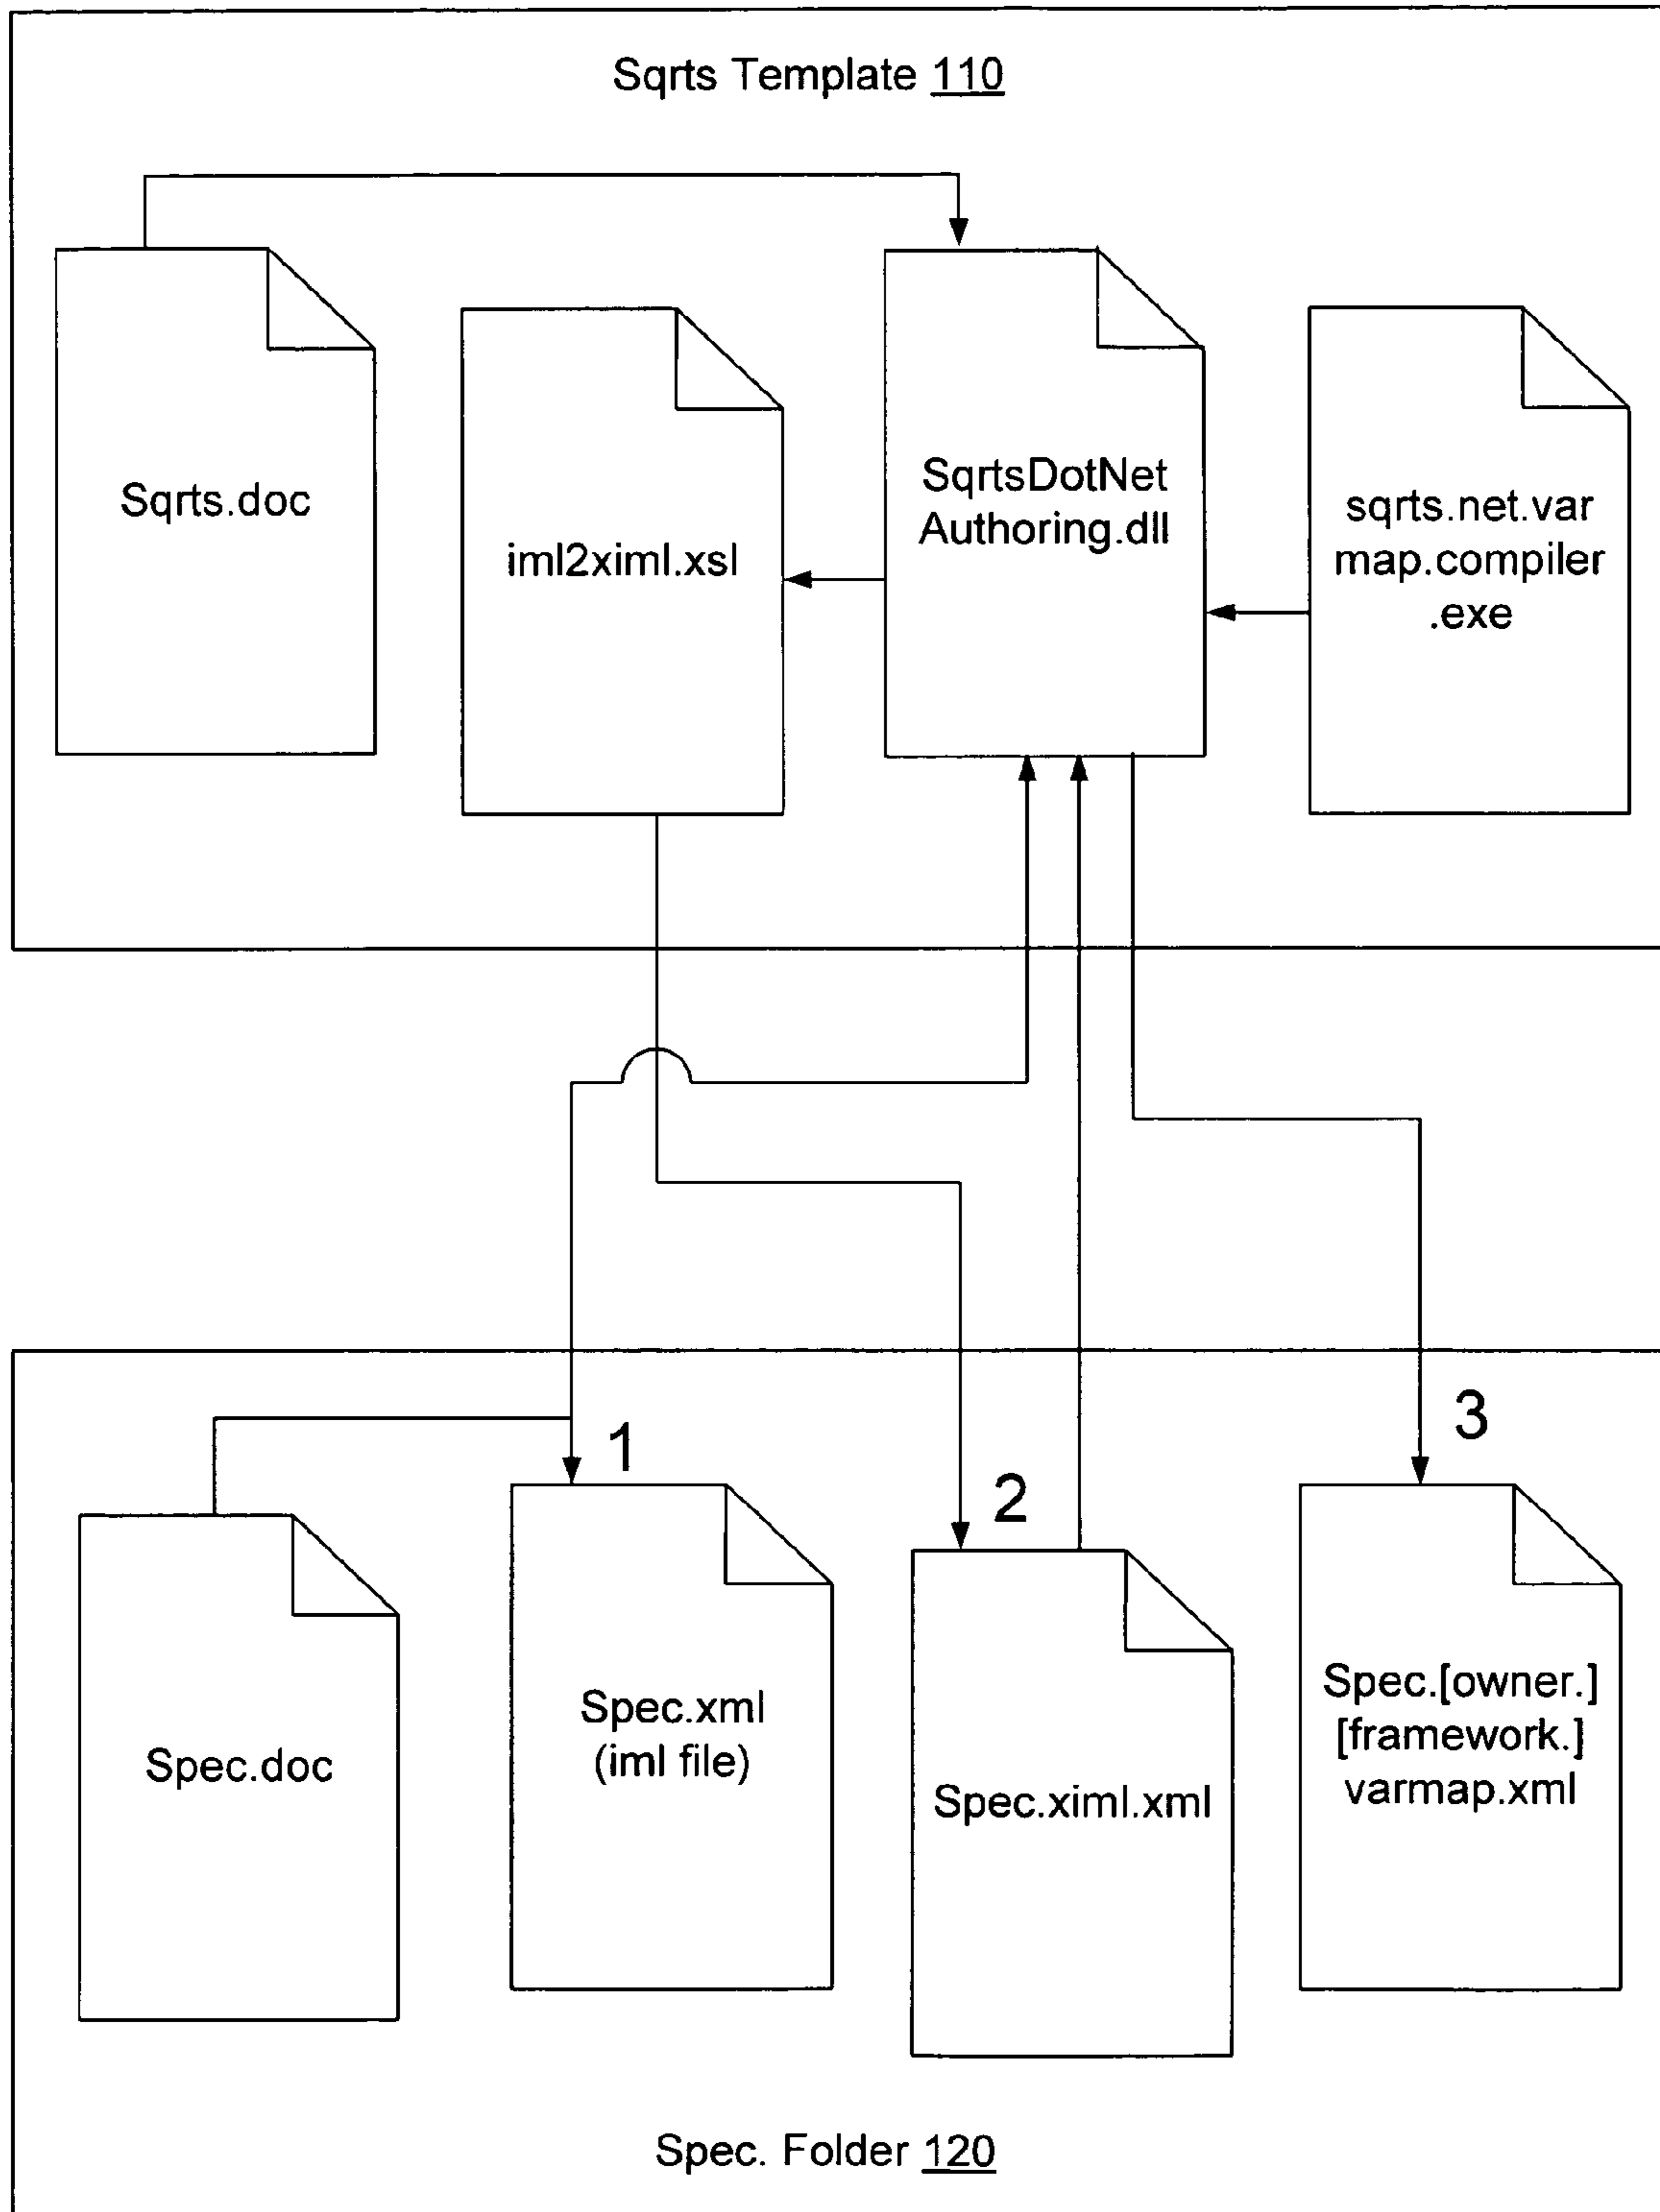 Sqrts Template 110
Sqrts.doc
iml2ximl.xsl
SqrtsDotNet
Authoring.dll
sqrts.net.var
map.compiler
.exe
1
2
3
Spec.doc
Spec.xml
(iml file)
Spec.ximl.xml
Spec.[owner.]
[framework.]
varmap.xml
Spec. Folder 120